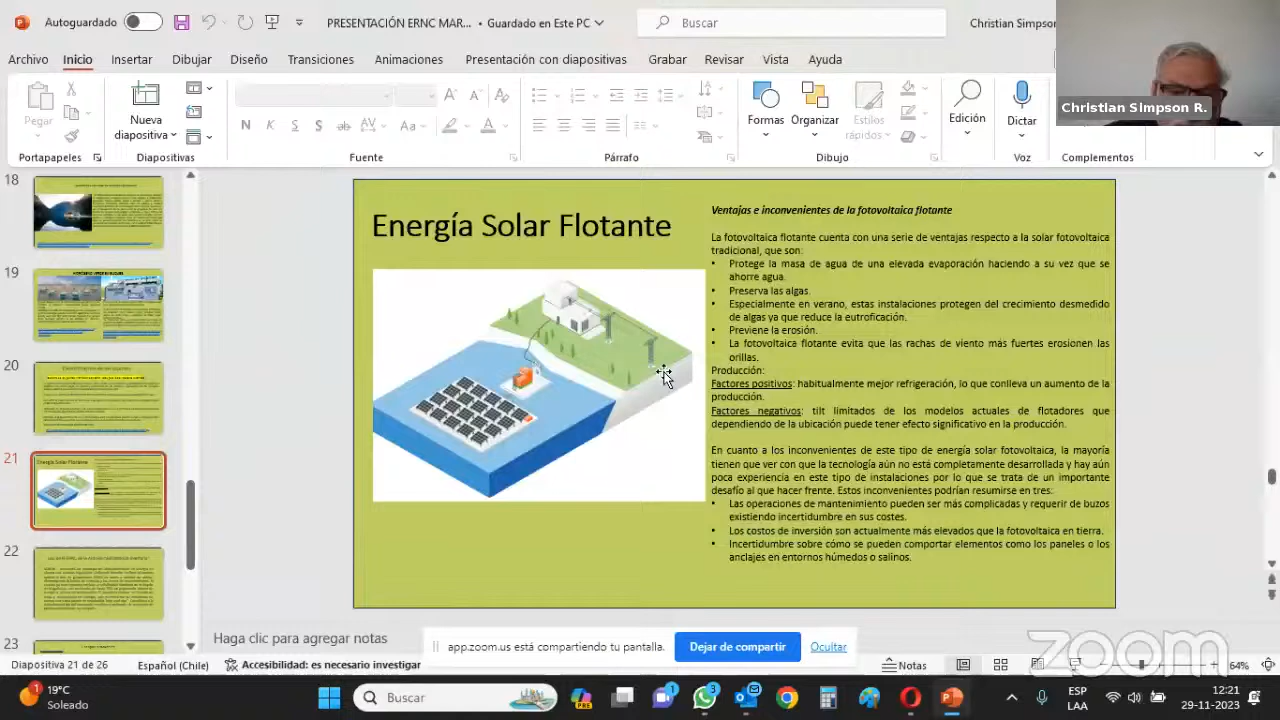 Autoguardado
PRESENTACIÓN ERNC MAR... • Guardado en Este PC
Buscar
Christian Simpson
Archivo Inicio Insertar Dibujar Diseño Transiciones Animaciones Presentación con diapositivas Grabar Revisar Vista Ayuda
Christian Simpson R.
Pegar
Nueva diapositiva
Formas
Organizar
Estilos rápidos
Edición
Dictar
Portapapeles
Diapositivas
Fuente
Párrafo
Dibujo
Voz
Complementos
18
19
20
21
22
23
Energía Solar Flotante
Ventajas e inconvenientes de la fotovoltaica flotante
La fotovoltaica flotante cuenta con una serie de ventajas respecto a la solar fotovoltaica
tradicional, que son:
• Protege la masa de agua de una elevada evaporación haciendo a su vez que se
ahorre agua.
• Preserva las algas.
• Especialmente en verano, estas instalaciones protegen del crecimiento desmedido
de algas ya que reduce la eutroficación.
• Previene la erosión.
• La fotovoltaica flotante evita que las rachas de viento más fuertes erosionen las
orillas.
Producción:
Factores positivos: habitualmente mejor refrigeración, lo que conlleva un aumento de la
producción.
Factores negativos: tilt limitados de los modelos actuales de flotadores que
dependiendo de la ubicación puede tener efecto significativo en la producción.
En cuanto a los inconvenientes de este tipo de energía solar fotovoltaica, la mayoría
tienen que ver con que la tecnología aún no está completamente desarrollada y hay aún
poca experiencia en este tipo de instalaciones por lo que se trata de un importante
desafío al que hacer frente. Estos inconvenientes podrían resumirse en tres:
• Las operaciones de mantenimiento pueden ser más complicadas y requerir de buzos
existiendo incertidumbre en sus costes.
• Los costos de inversión son actualmente más elevados que la fotovoltaica en tierra.
• Incertidumbre sobre cómo se pueden comportar elementos como los paneles o los
anclajes en entornos húmedos o salinos.
Haga clic para agregar notas
app.zoom.us está compartiendo tu pantalla.
Dejar de compartir
Ocultar
zoom
Diapositiva 21 de 26
Español (Chile)
Accesibilidad: es necesario investigar
Notas
64%
19°C
Soleado
Buscar
ESP
LAA
12:21
29-11-2023